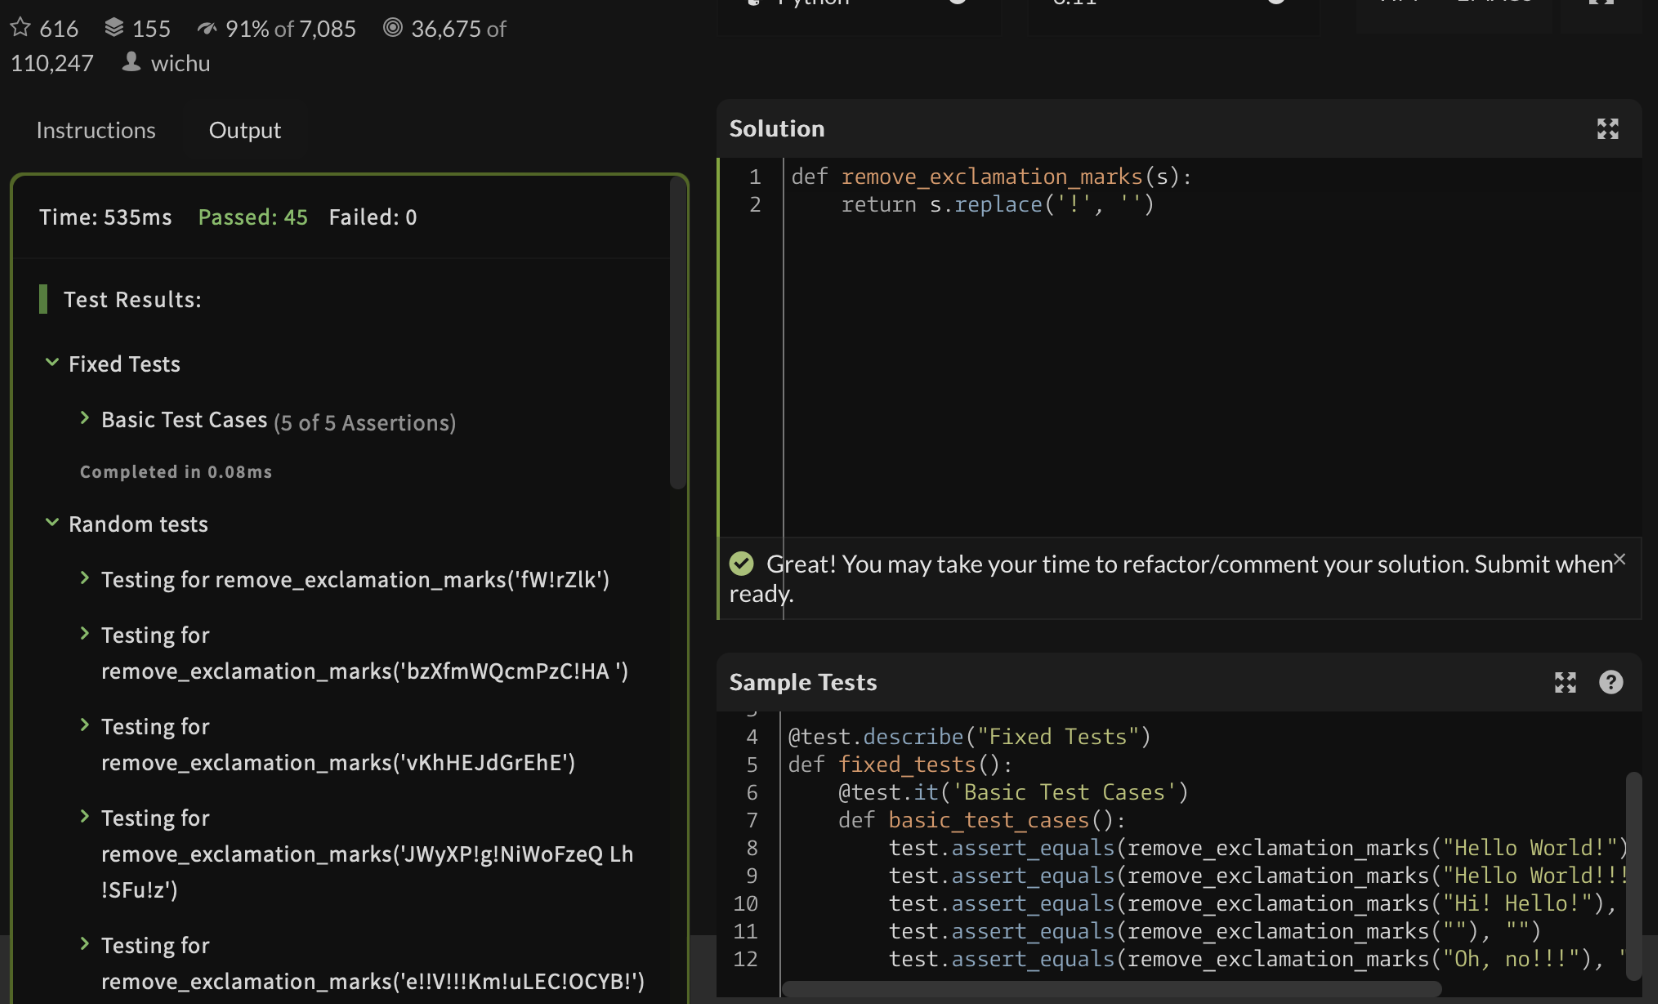 616 155 91% of 7,085 36,675 of
110,247 wichu
Python 3.11
Instructions Output
Time: 535ms Passed: 45 Failed: 0
Test Results:
Fixed Tests
Basic Test Cases (5 of 5 Assertions)
Completed in 0.08ms
Random tests
Testing for remove_exclamation_marks('fW!rZlk')
Testing for
remove_exclamation_marks('bzXfmWQcmPzC!HA ')
Testing for
remove_exclamation_marks('vKhHEJdGrEhE')
Testing for
remove_exclamation_marks('JWyXP!g!NiWoFzeQ Lh
!SFu!z')
Testing for
remove_exclamation_marks('e!!V!!!Km!uLEC!OCYB!')
Solution
1 def remove_exclamation_marks(s):
2     return s.replace('!', '')
Great! You may take your time to refactor/comment your solution. Submit when
ready.
Sample Tests
4 @test.describe("Fixed Tests")
5 def fixed_tests():
6     @test.it('Basic Test Cases')
7     def basic_test_cases():
8         test.assert_equals(remove_exclamation_marks("Hello World!")
9         test.assert_equals(remove_exclamation_marks("Hello World!!!
10         test.assert_equals(remove_exclamation_marks("Hi! Hello!"),
11         test.assert_equals(remove_exclamation_marks(""), "")
12         test.assert_equals(remove_exclamation_marks("Oh, no!!!"), "